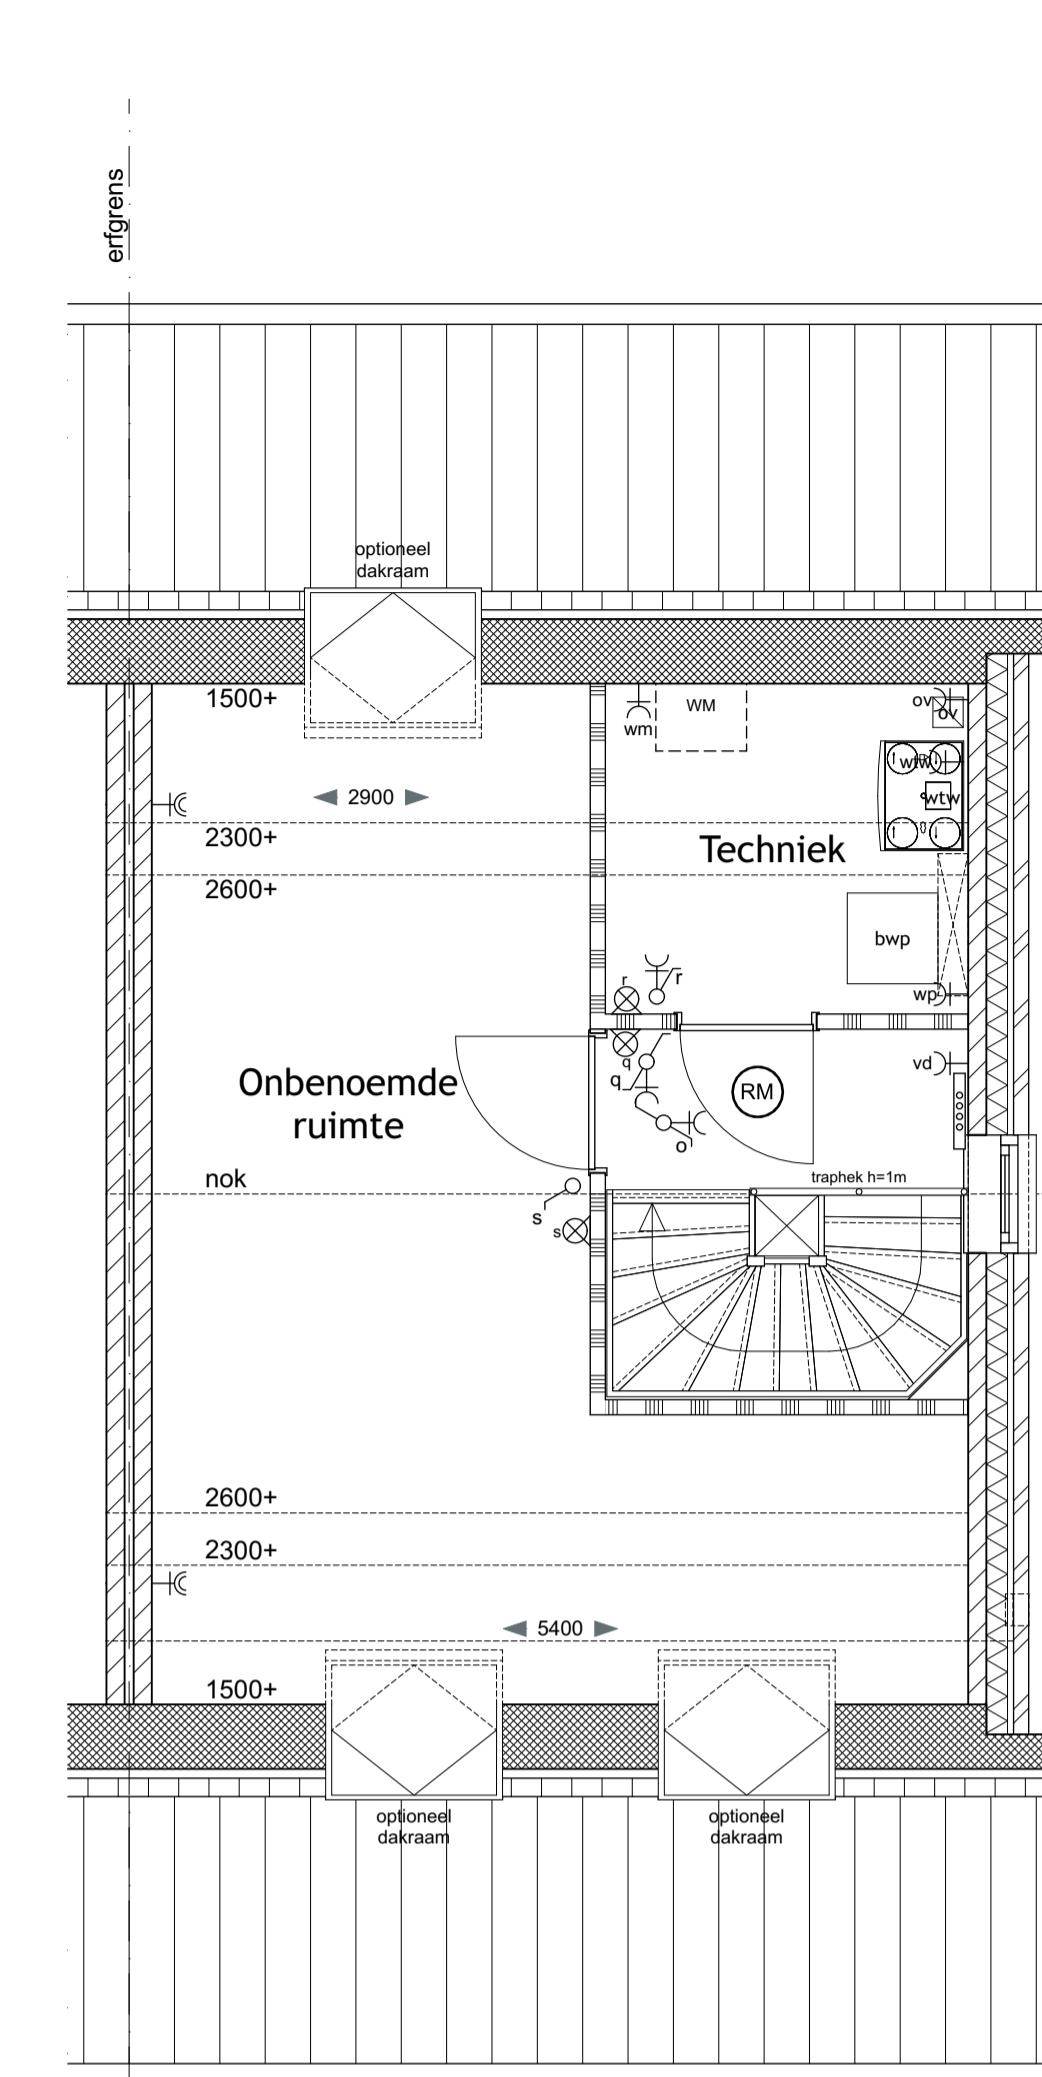 erfgrens
optioneel
dakraam
1500+
WM
wm
ov
ov
wtw
wtw
2900
2300+
Techniek
2600+
bwp
r
r
wp
q
q
vd
Onbenoemde
ruimte
RM
o
nok
traphek h=1m
s
s
2600+
2300+
5400
1500+
optioneel
dakraam
optioneel
dakraam